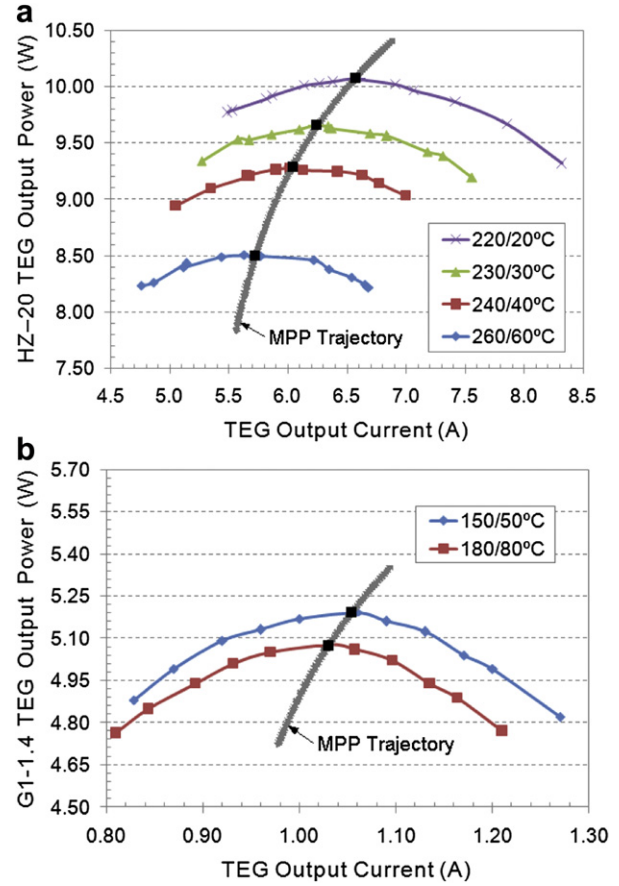 a
HZ–20 TEG Output Power (W)
10.50
10.00
9.50
9.00
8.50
8.00
7.50
220/20ºC
230/30ºC
240/40ºC
260/60ºC
MPP Trajectory
4.5 5.0 5.5 6.0 6.5 7.0 7.5 8.0 8.5
TEG Output Current (A)
b
G1-1.4 TEG Output Power (W)
5.70
5.55
5.40
5.25
5.10
4.95
4.80
4.65
4.50
150/50ºC
180/80ºC
MPP Trajectory
0.80 0.90 1.00 1.10 1.20 1.30
TEG Output Current (A)